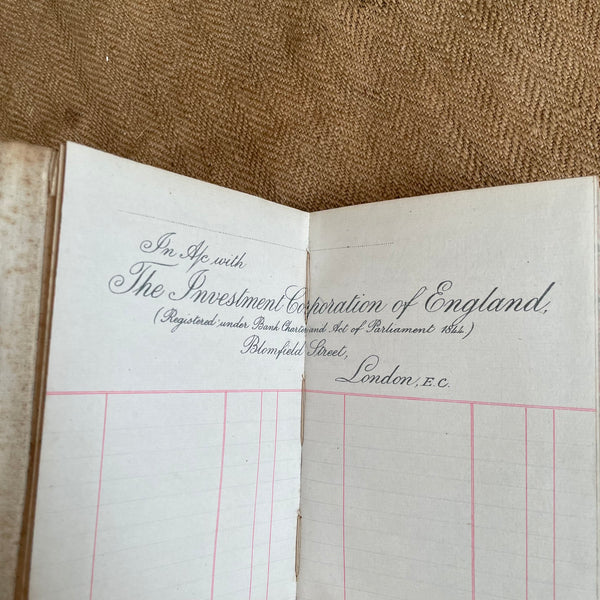 In A/c with
The Investment Corporation of England,
(Registered under Bank Charter and Act of Parliament 1844)
Blomfield Street,
London, E.C.